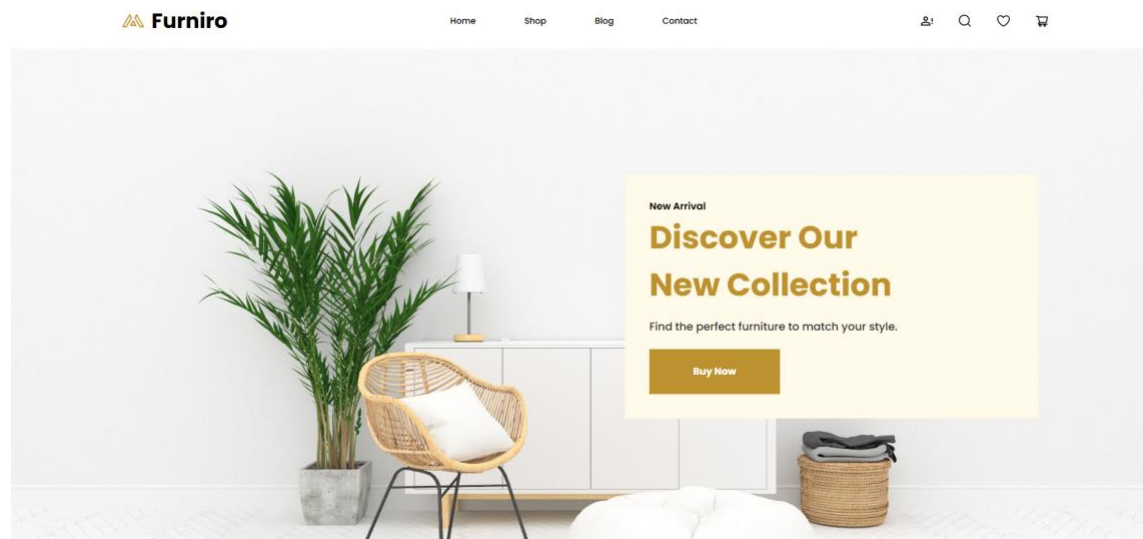 Furniro
Home Shop Blog Contact
New Arrival
Discover Our
New Collection
Find the perfect furniture to match your style.
Buy Now